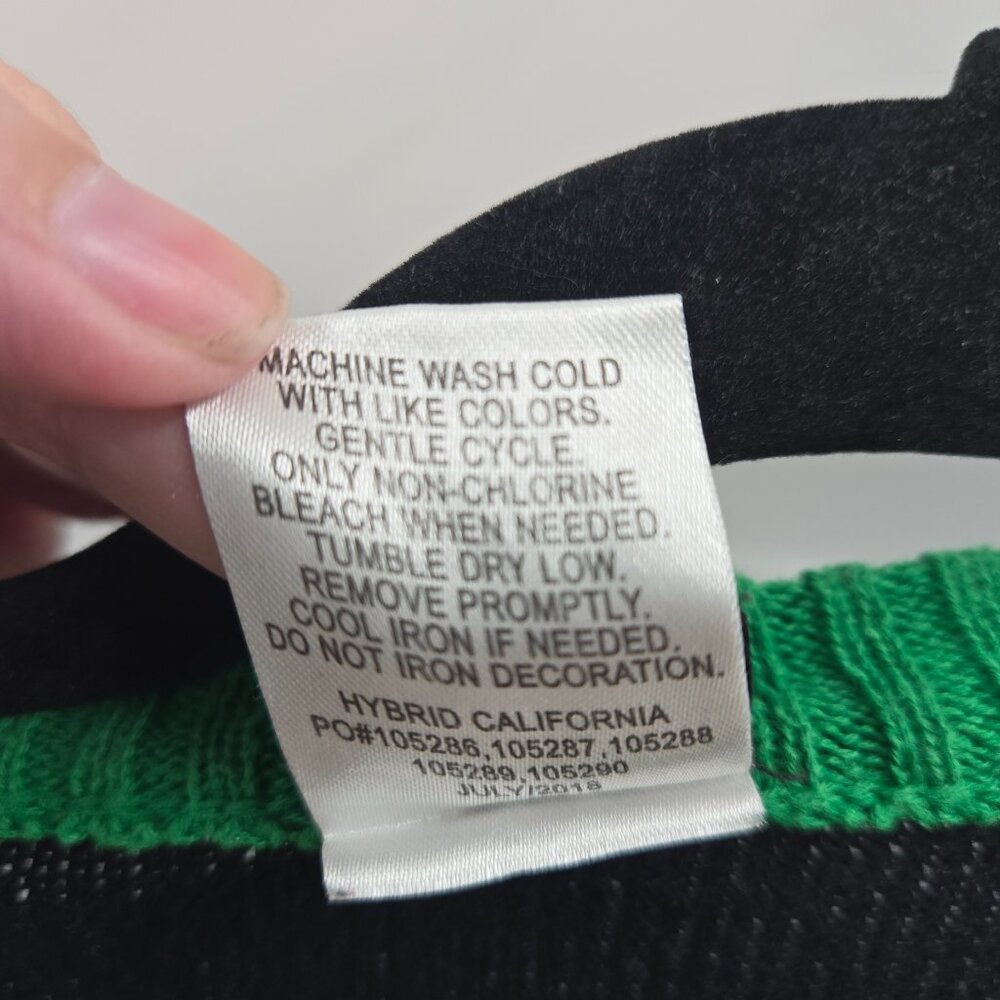 MACHINE WASH COLD
WITH LIKE COLORS.
GENTLE CYCLE.
ONLY NON-CHLORINE
BLEACH WHEN NEEDED.
TUMBLE DRY LOW.
REMOVE PROMPTLY.
COOL IRON IF NEEDED.
DO NOT IRON DECORATION.
HYBRID CALIFORNIA
PO#105286,105287,105288
105289,105290
JULY/2018